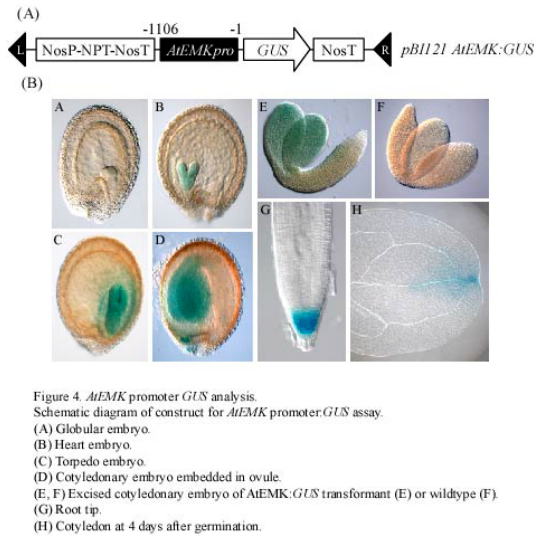 (A)
-1106 -1
L NosP-NPT-NosT AtEMKpro GUS NosT R pBI121 AtEMK:GUS
(B)
A B E F
G H
C D
Figure 4. AtEMK promoter GUS analysis.
Schematic diagram of construct for AtEMK promoter:GUS assay.
(A) Globular embryo.
(B) Heart embryo.
(C) Torpedo embryo.
(D) Cotyledonary embryo embedded in ovule.
(E, F) Excised cotyledonary embryo of AtEMK:GUS transformant (E) or wildtype (F).
(G) Root tip.
(H) Cotyledon at 4 days after germination.